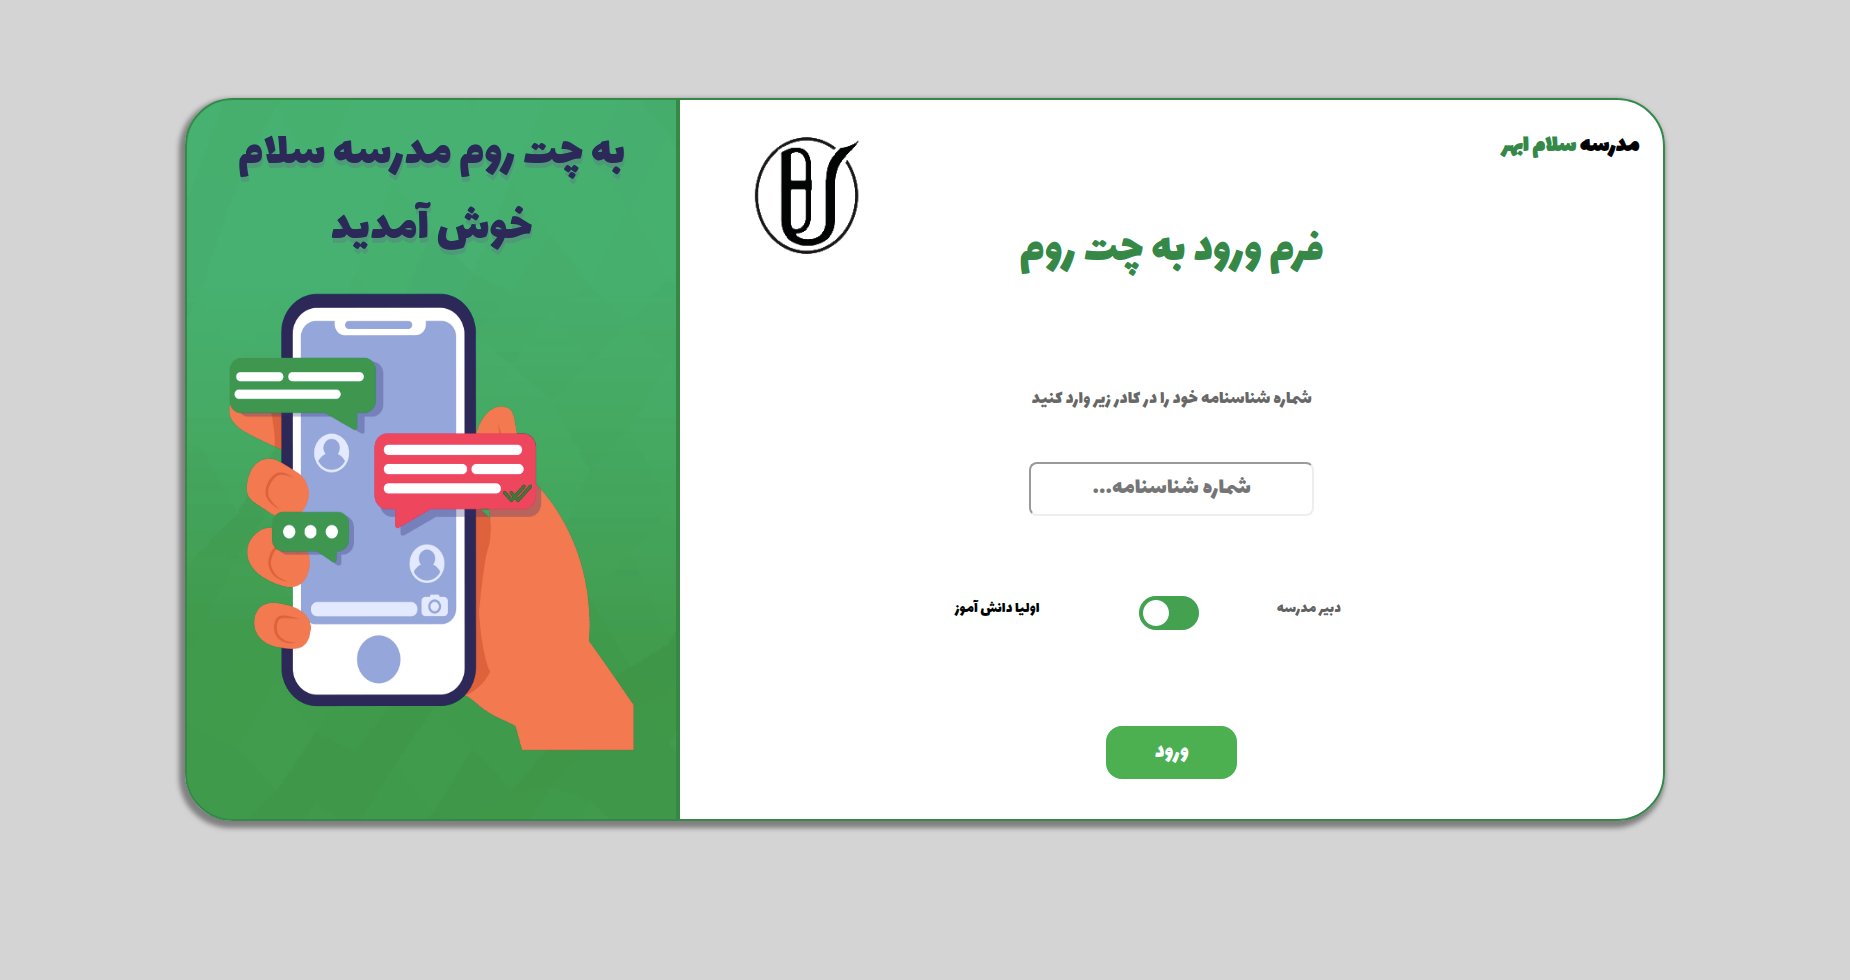 مدرسه سلام ابهر
فرم ورود به چت روم
شماره شناسنامه خود را در کادر زیر وارد کنید
شماره شناسنامه...
دبیر مدرسه
اولیا دانش آموز
ورود
به چت روم مدرسه سلام
خوش آمدید